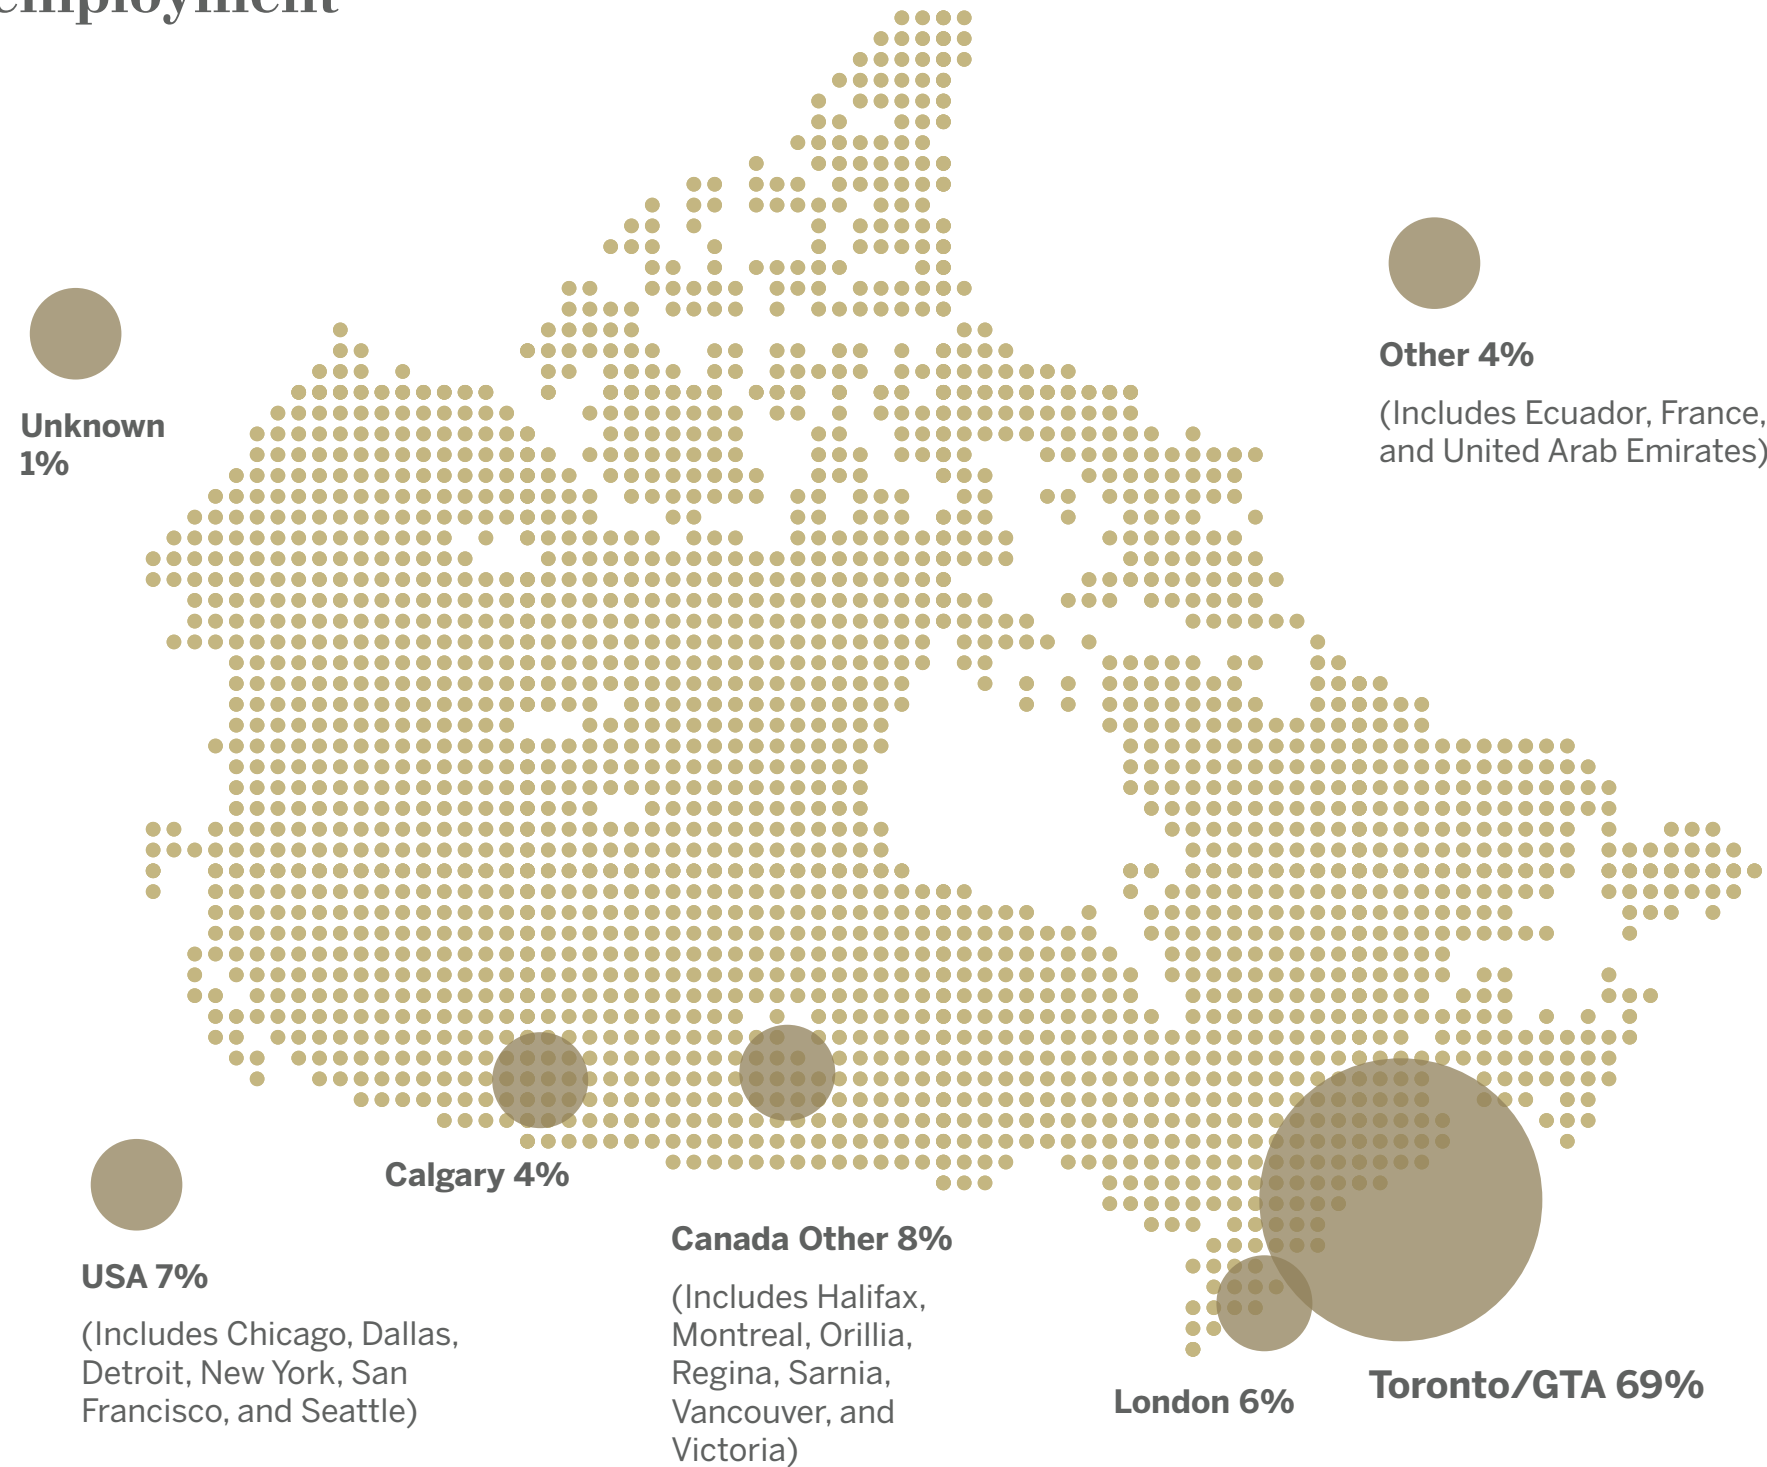 employment
Other 4%
(Includes Ecuador, France,
and United Arab Emirates)
Unknown
1%
Calgary 4%
Canada Other 8%
(Includes Halifax,
Montreal, Orillia,
Regina, Sarnia,
Vancouver, and
Victoria)
USA 7%
(Includes Chicago, Dallas,
Detroit, New York, San
Francisco, and Seattle)
Toronto/GTA 69%
London 6%